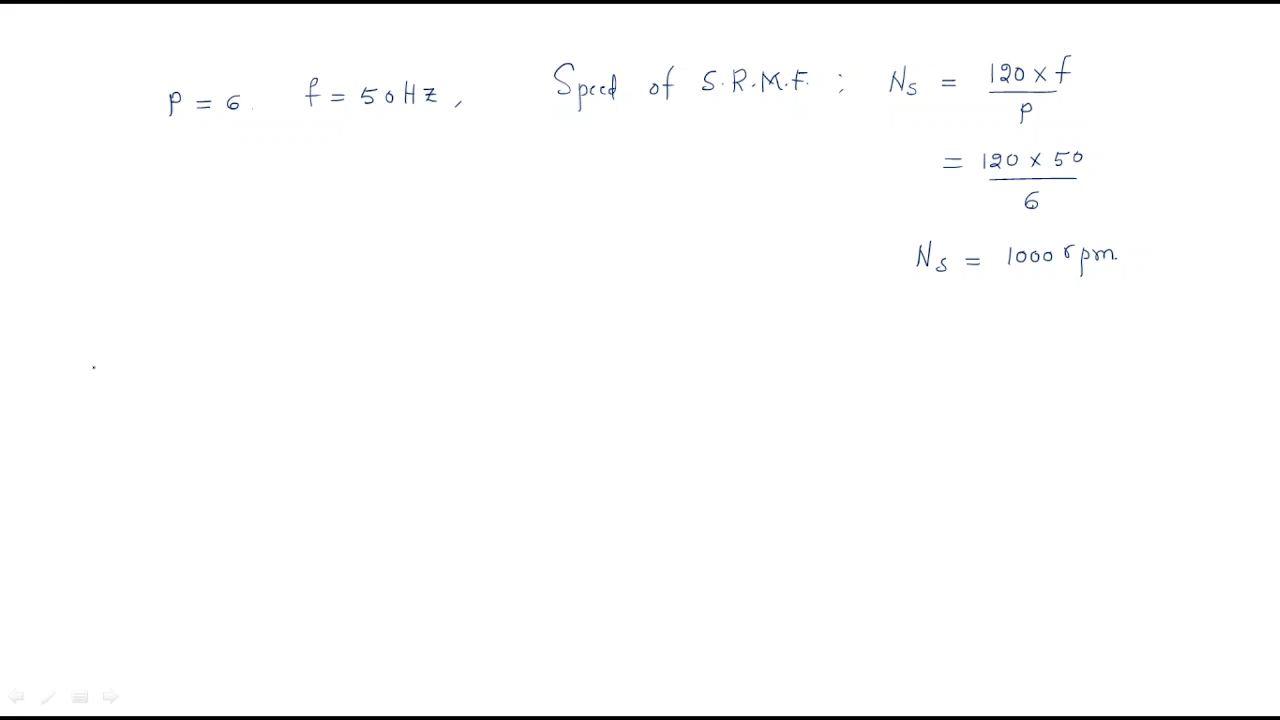 P = 6. f = 50Hz, Speed of S.R.M.F. : Ns = 120 x f / P
= 120 x 50 / 6
Ns = 1000 rpm.